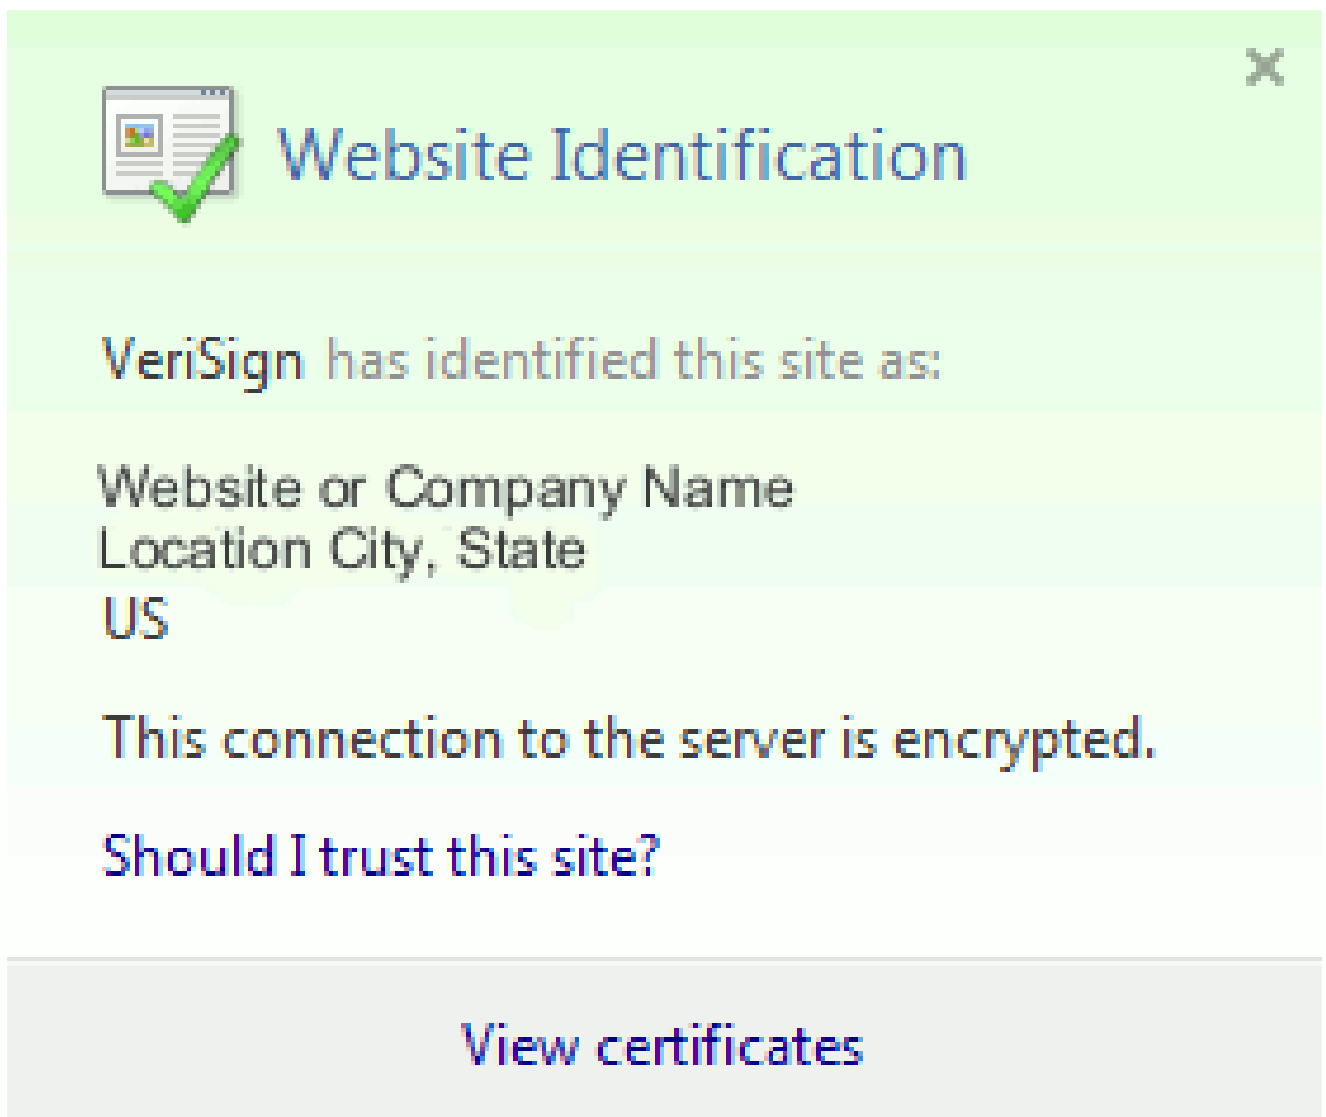 Website Identification
VeriSign has identified this site as:
Website or Company Name
Location City, State
US
This connection to the server is encrypted.
Should I trust this site?
View certificates